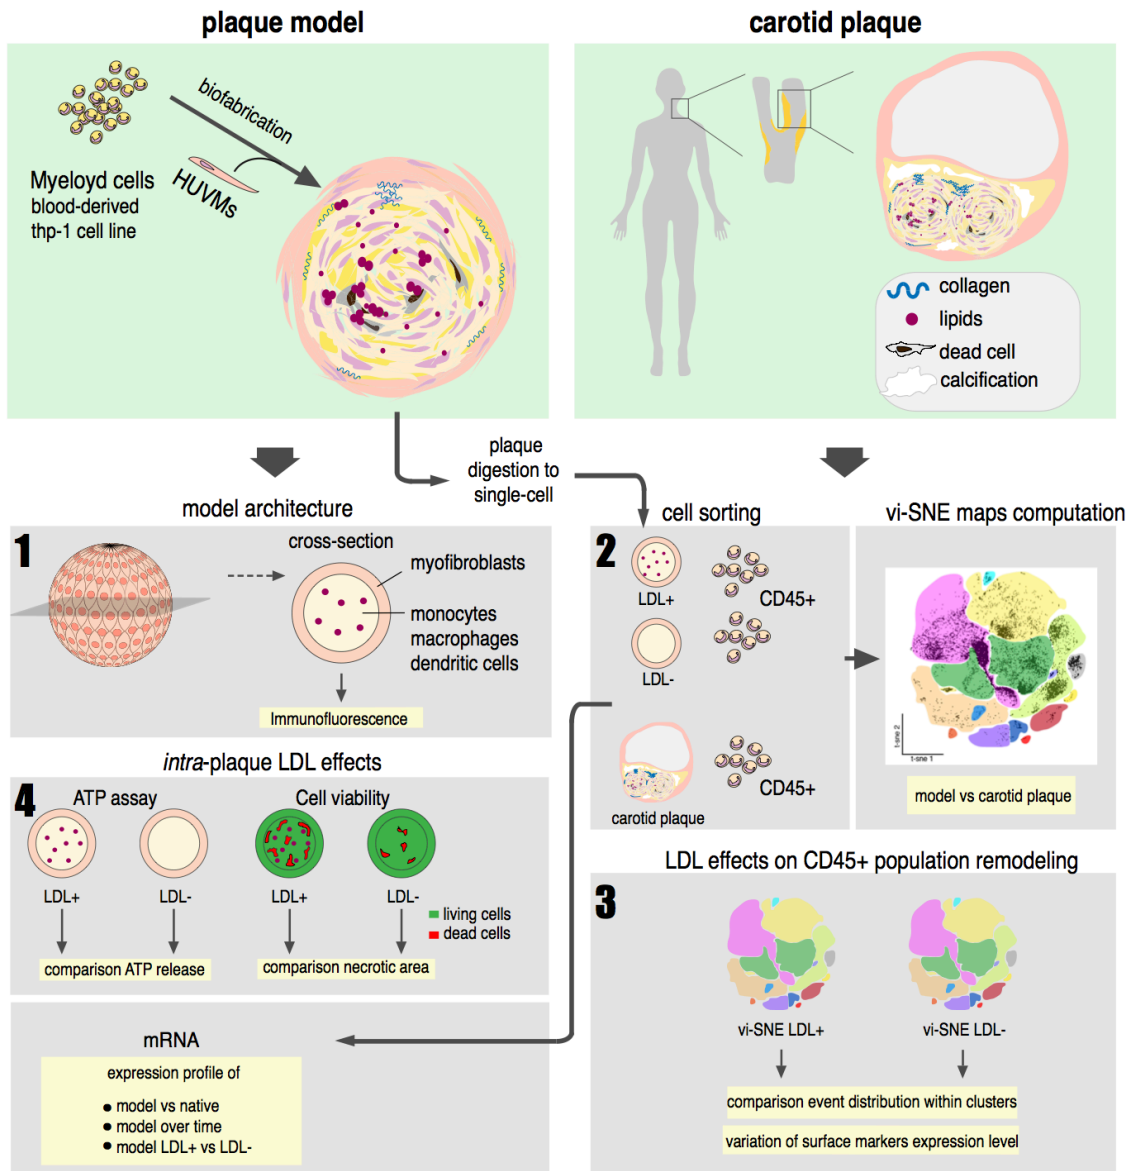 plaque model
carotid plaque
biofabrication
HUVMs
Myeloyd cells
blood-derived
thp-1 cell line
collagen
lipids
dead cell
calcification
plaque
digestion to
single-cell
model architecture
1
cross-section
myofibroblasts
monocytes
macrophages
dendritic cells
Immunofluorescence
cell sorting
2
LDL+
CD45+
LDL-
carotid plaque
CD45+
vi-SNE maps computation
t-sne 2
t-sne 1
model vs carotid plaque
intra-plaque LDL effects
4
ATP assay
Cell viability
LDL+
LDL-
LDL+
LDL-
living cells
dead cells
comparison ATP release
comparison necrotic area
LDL effects on CD45+ population remodeling
3
vi-SNE LDL+
vi-SNE LDL-
comparison event distribution within clusters
variation of surface markers expression level
mRNA
expression profile of
● model vs native
● model over time
● model LDL+ vs LDL-